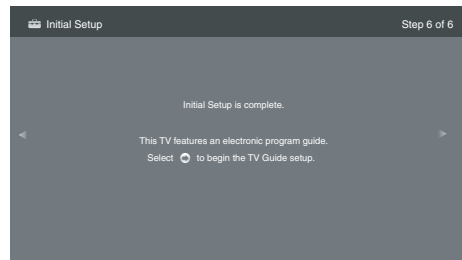 Initial Setup
Step 6 of 6
Initial Setup is complete.
This TV features an electronic program guide.
Select to begin the TV Guide setup.